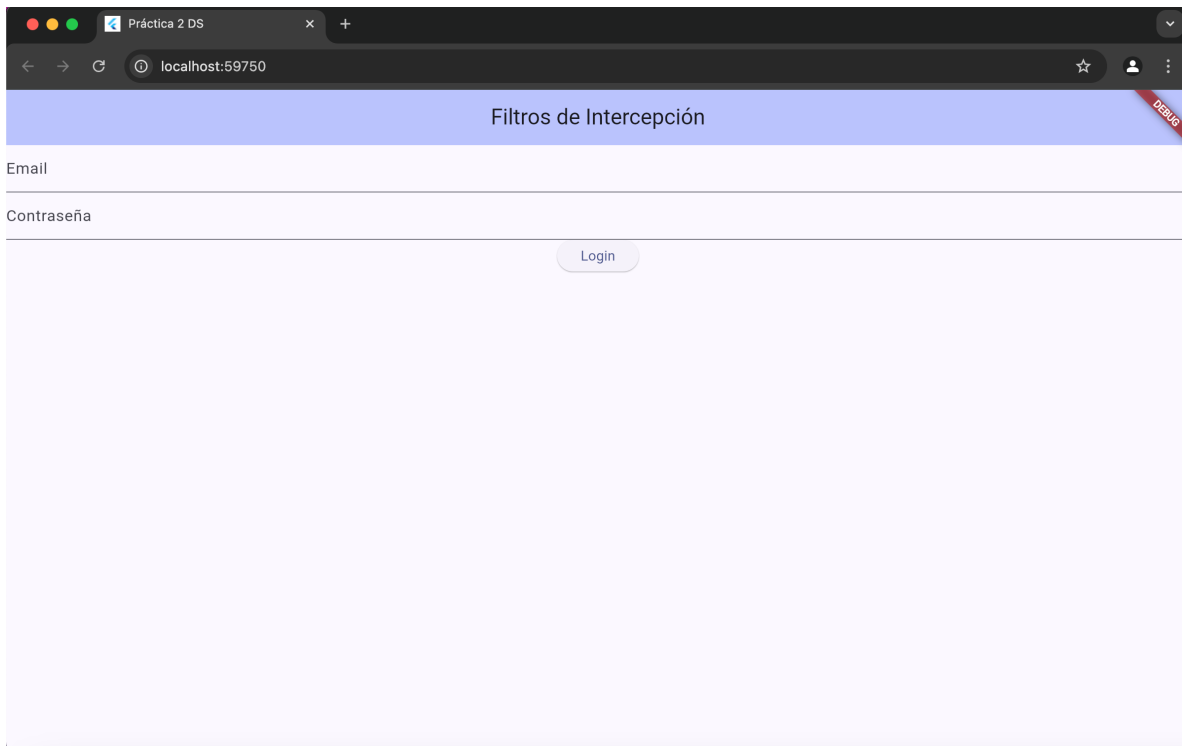 Práctica 2 DS
localhost:59750
Filtros de Intercepción
DEBUG
Email
Contraseña
Login